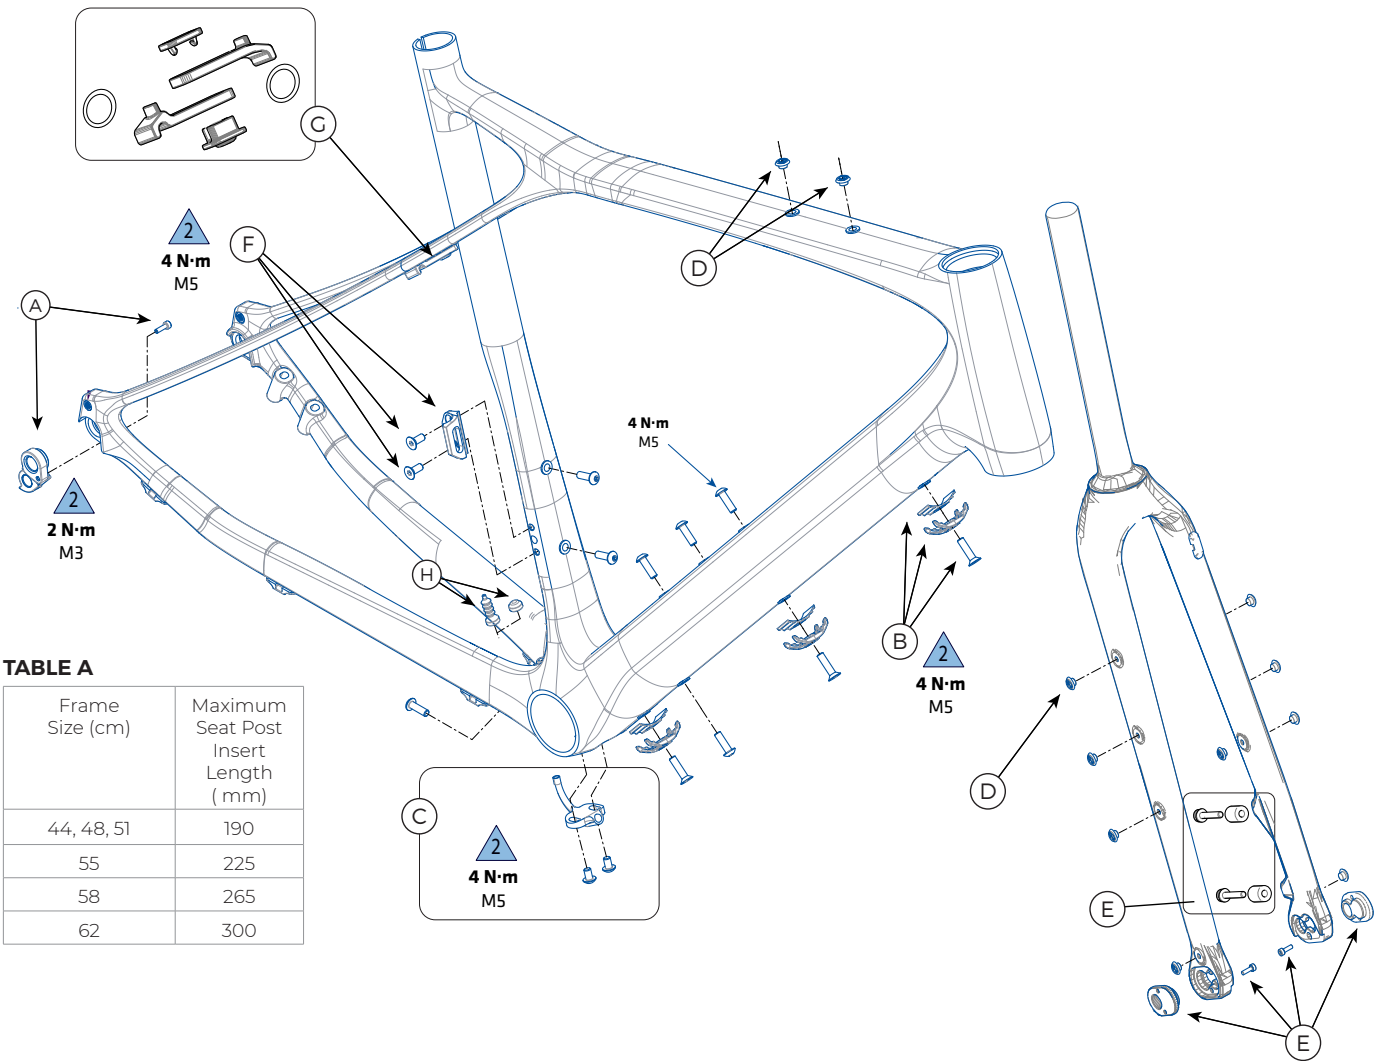 G
2
4 N·m
M5
F
D
A
4 N·m
M5
2
2 N·m
M3
H
B
2
4 N·m
M5
TABLE A
Frame
Size (cm)
Maximum
Seat Post
Insert
Length
( mm)
44, 48, 51
190
55
225
58
265
62
300
D
C
2
4 N·m
M5
E
E